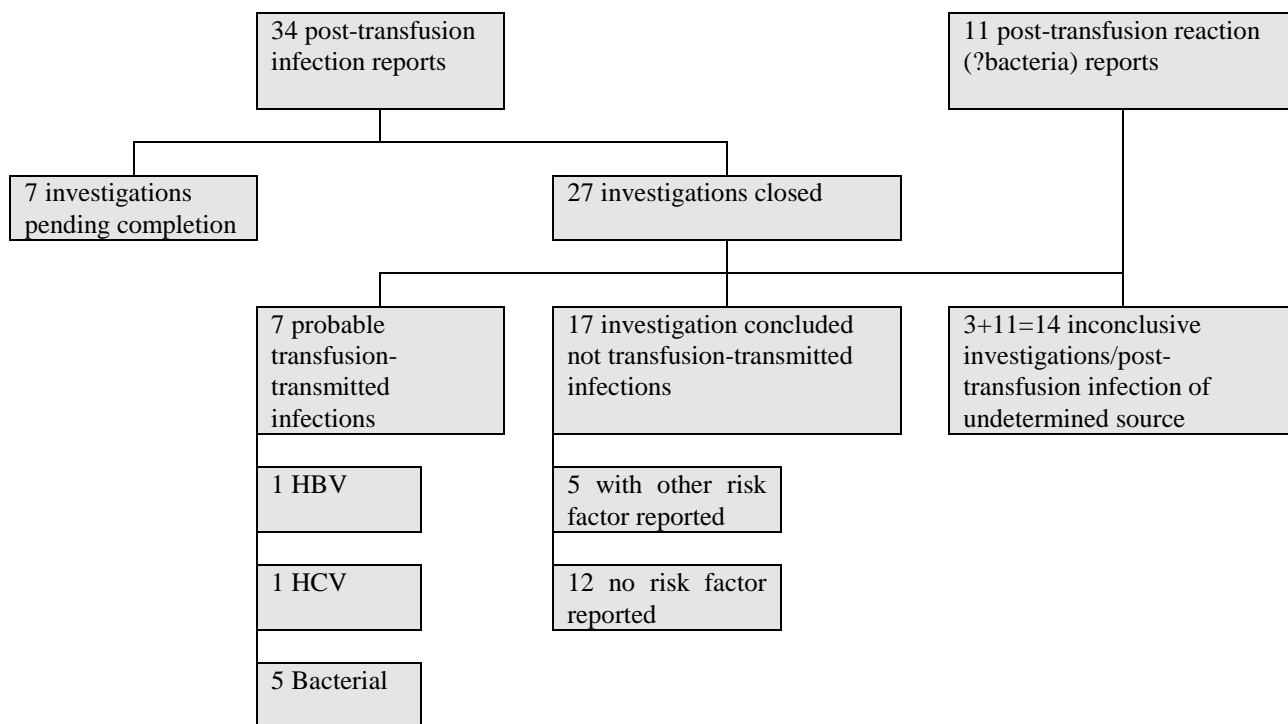 34 post-transfusion
infection reports
11 post-transfusion reaction
(?bacteria) reports
7 investigations
pending completion
27 investigations closed
7 probable
transfusion-
transmitted
infections
17 investigation concluded
not transfusion-transmitted
infections
3+11=14 inconclusive
investigations/post-
transfusion infection of
undetermined source
1 HBV
5 with other risk
factor reported
1 HCV
12 no risk factor
reported
5 Bacterial